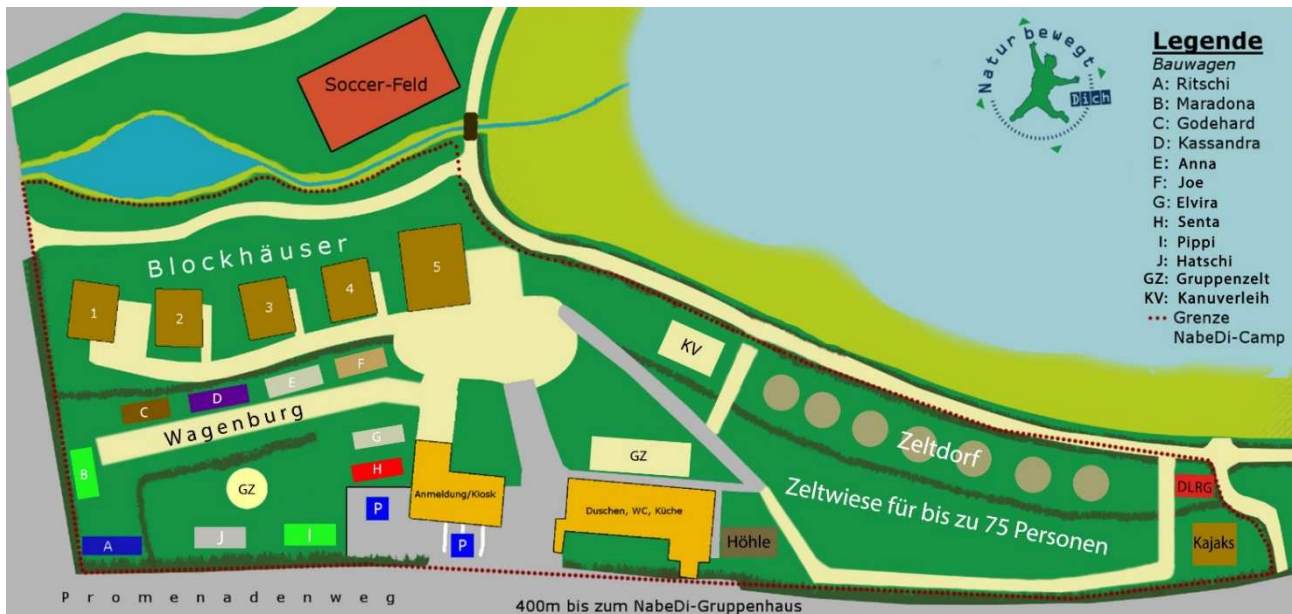 Soccer-Feld
Natur bewegt
Dich
Legende
Bauwagen
A: Ritschi
B: Maradona
C: Godehard
D: Kassandra
E: Anna
F: Joe
G: Elvira
H: Senta
I: Pippi
J: Hatschi
GZ: Gruppenzelt
KV: Kanuverleih
Grenze
NabeDi-Camp
Blockhäuser
1
2
3
4
5
KV
F
E
D
C
Wagenburg
B
G
H
GZ
GZ
Zeltdorf
Zeltwiese für bis zu 75 Personen
DLRG
Kajaks
Anmeldung/Kiosk
Duschen, WC, Küche
Höhle
P
P
A
J
I
Promenadenweg
400m bis zum NabeDi-Gruppenhaus